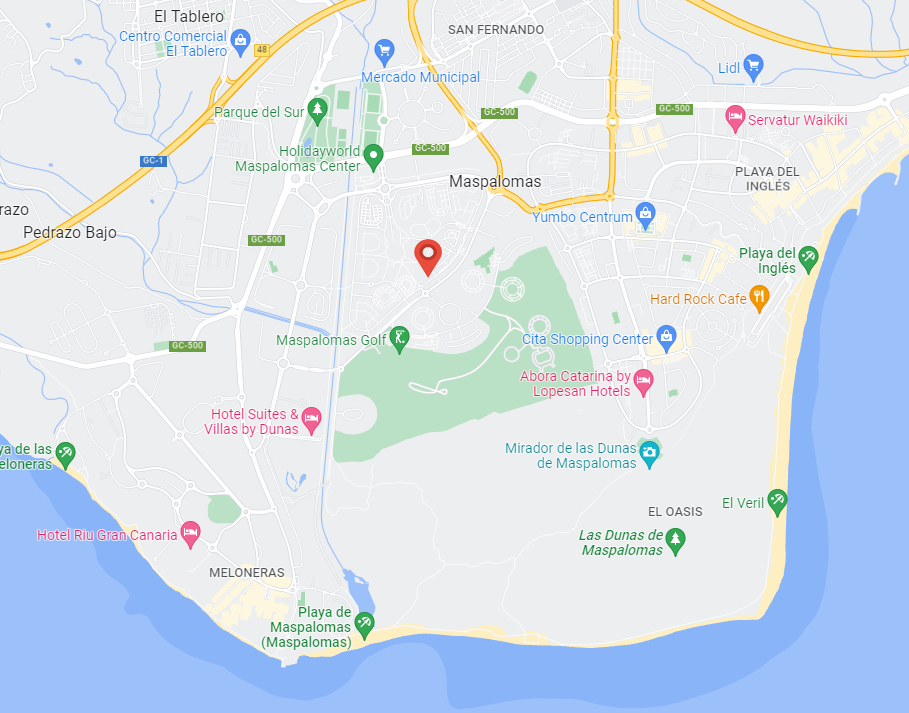 El Tablero
SAN FERNANDO
Centro Comercial
El Tablero
48
Mercado Municipal
Lidl
Parque del Sur
GC-500
GC-500
Servatur Waikiki
Holidayworld
Maspalomas Center
GC-500
GC-1
Maspalomas
PLAYA DEL
INGLÉS
razo
Pedrazo Bajo
Yumbo Centrum
GC-500
Playa del
Inglés
Hard Rock Cafe
Maspalomas Golf
Cita Shopping Center
GC-500
Abora Catarina by
Lopesan Hotels
Hotel Suites &
Villas by Dunas
ya de las
eloneras
Mirador de las Dunas
de Maspalomas
El Veril
EL OASIS
Hotel Riu Gran Canaria
Las Dunas de
Maspalomas
MELONERAS
Playa de
Maspalomas
(Maspalomas)